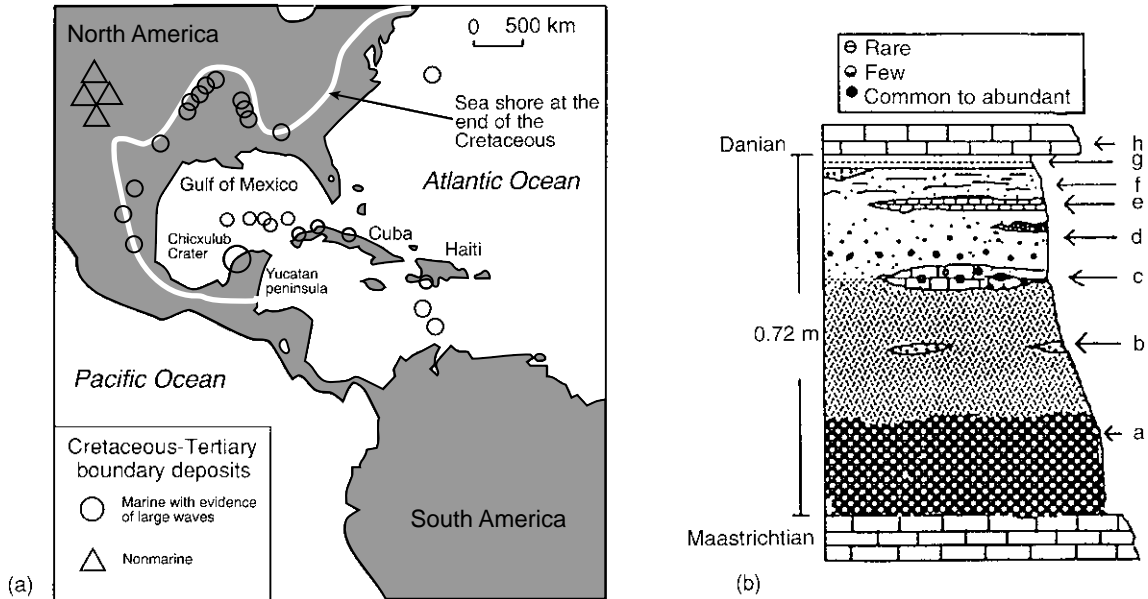 North America
0 500 km
Sea shore at the
end of the
Cretaceous
Gulf of Mexico
Atlantic Ocean
Chicxulub
Crater
Cuba
Haiti
Yucatan
peninsula
Pacific Ocean
South America
Cretaceous-Tertiary
boundary deposits
Marine with evidence
of large waves
Nonmarine
(a)
Rare
Few
Common to abundant
Danian
h
g
f
e
d
c
0.72 m
b
a
Maastrichtian
(b)